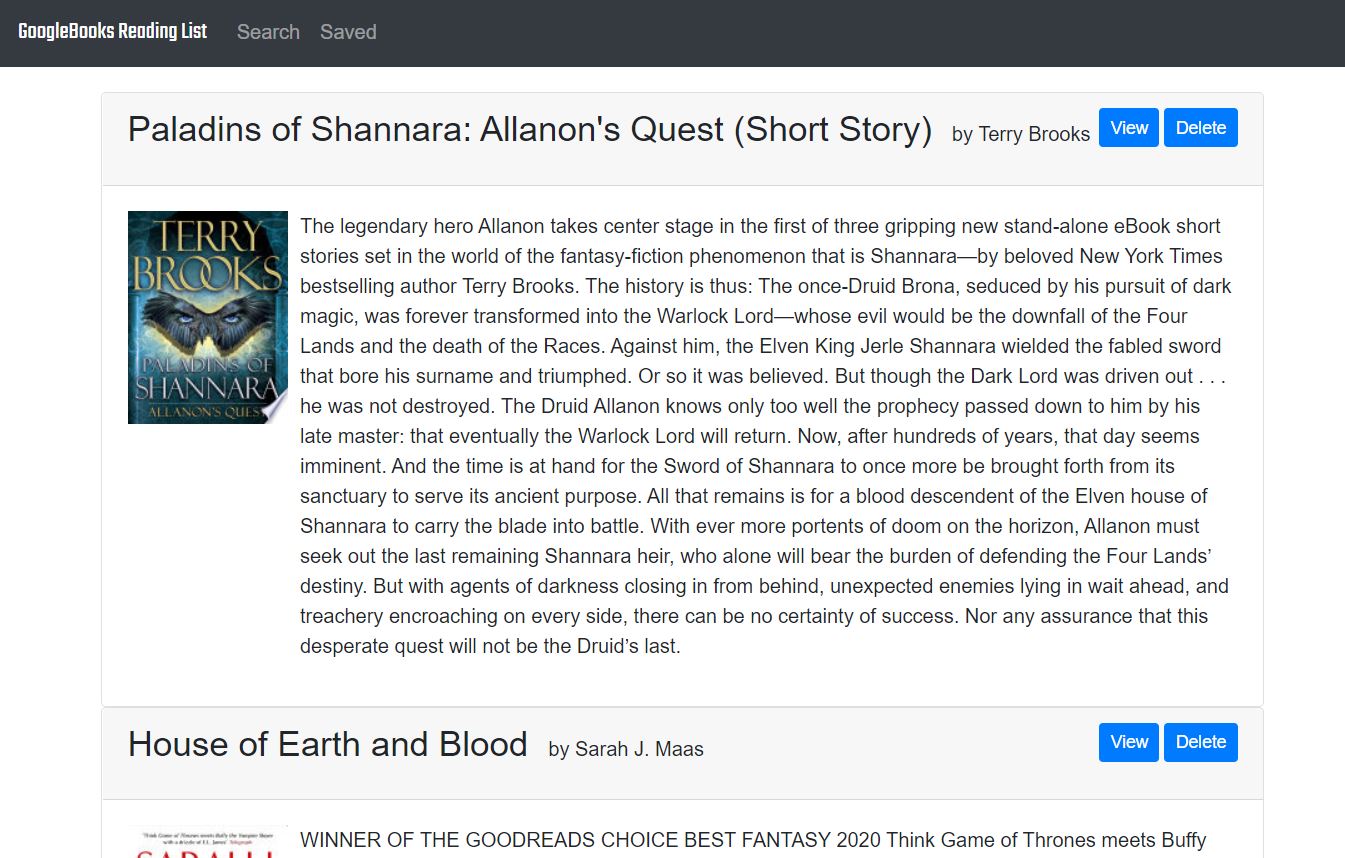 GoogleBooks Reading List Search Saved
Paladins of Shannara: Allanon's Quest (Short Story) by Terry Brooks View Delete
TERRY
BROOKS
PALADINS OF
SHANNARA
ALLANON'S QUEST
The legendary hero Allanon takes center stage in the first of three gripping new stand-alone eBook short
stories set in the world of the fantasy-fiction phenomenon that is Shannara—by beloved New York Times
bestselling author Terry Brooks. The history is thus: The once-Druid Brona, seduced by his pursuit of dark
magic, was forever transformed into the Warlock Lord—whose evil would be the downfall of the Four
Lands and the death of the Races. Against him, the Elven King Jerle Shannara wielded the fabled sword
that bore his surname and triumphed. Or so it was believed. But though the Dark Lord was driven out . . .
he was not destroyed. The Druid Allanon knows only too well the prophecy passed down to him by his
late master: that eventually the Warlock Lord will return. Now, after hundreds of years, that day seems
imminent. And the time is at hand for the Sword of Shannara to once more be brought forth from its
sanctuary to serve its ancient purpose. All that remains is for a blood descendent of the Elven house of
Shannara to carry the blade into battle. With ever more portents of doom on the horizon, Allanon must
seek out the last remaining Shannara heir, who alone will bear the burden of defending the Four Lands’
destiny. But with agents of darkness closing in from behind, unexpected enemies lying in wait ahead, and
treachery encroaching on every side, there can be no certainty of success. Nor any assurance that this
desperate quest will not be the Druid’s last.
House of Earth and Blood by Sarah J. Maas View Delete
'Think Game of Thrones meets Buffy the Vampire Slayer
with a drizzle of E.L. James' Telegraph
SARAH
WINNER OF THE GOODREADS CHOICE BEST FANTASY 2020 Think Game of Thrones meets Buffy